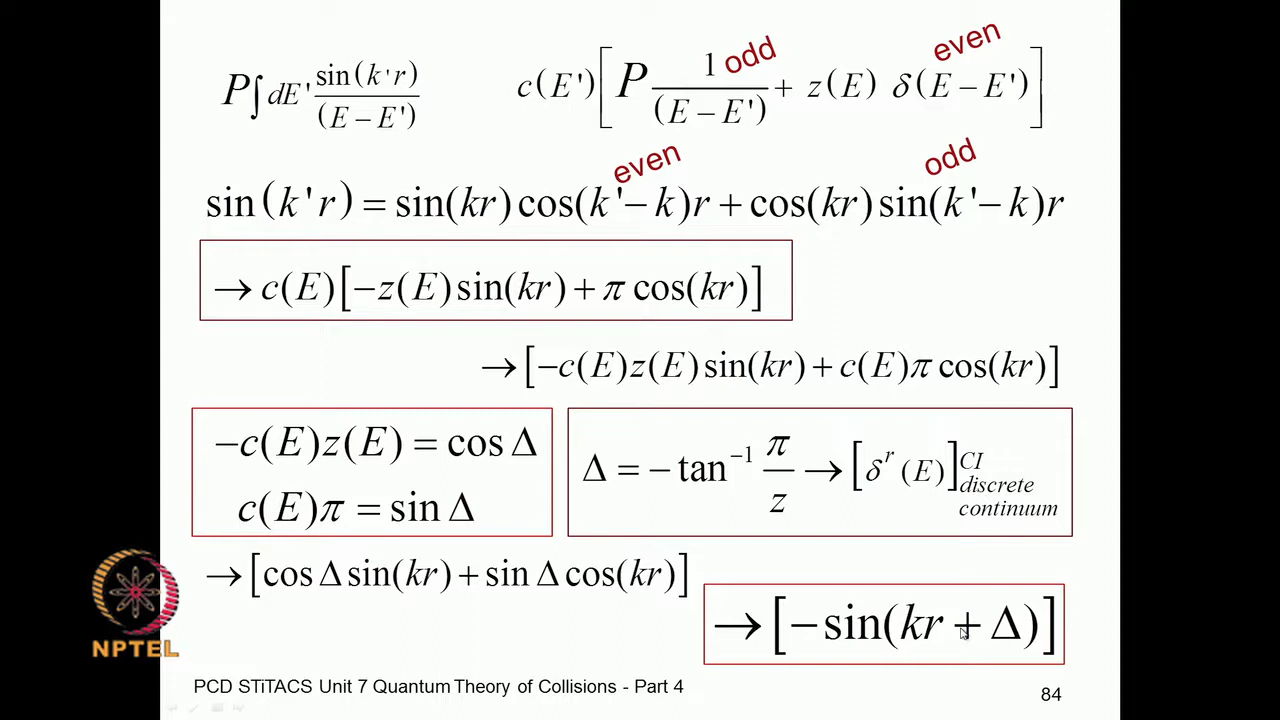 P∫dE' sin(k'r)/(E − E')    c(E')[P 1/(E − E') + z(E) δ(E − E')]
odd
even
even
odd
sin(k'r) = sin(kr)cos(k'−k)r + cos(kr)sin(k'−k)r
→ c(E)[−z(E)sin(kr) + π cos(kr)]
→ [−c(E)z(E)sin(kr) + c(E)π cos(kr)]
−c(E)z(E) = cos Δ
c(E)π = sin Δ
Δ = −tan⁻¹ π/z → [δʳ(E)] CI discrete continuum
→ [cos Δ sin(kr) + sin Δ cos(kr)]
→ [−sin(kr + Δ)]
NPTEL
PCD STiTACS Unit 7 Quantum Theory of Collisions - Part 4
84